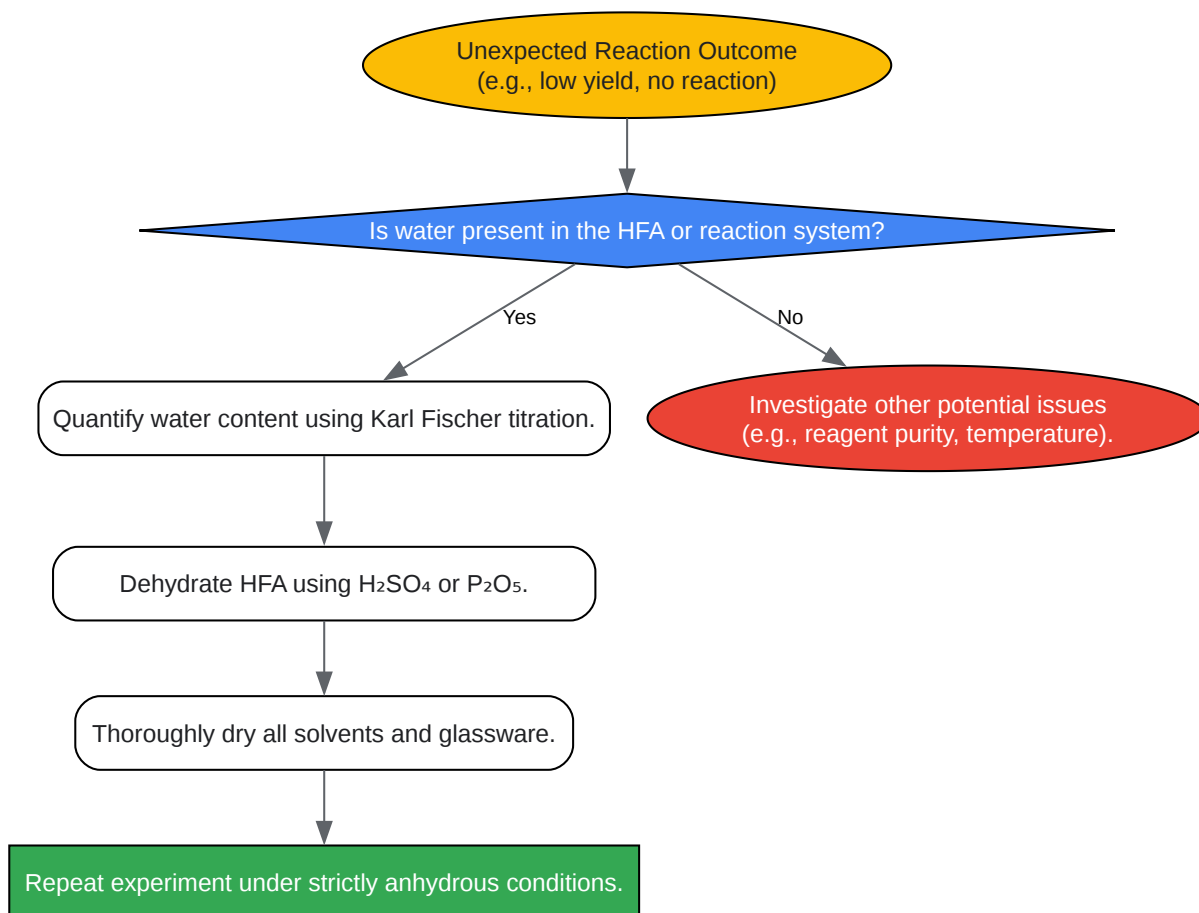 Unexpected Reaction Outcome
(e.g., low yield, no reaction)
Is water present in the HFA or reaction system?
Yes
No
Quantify water content using Karl Fischer titration.
Investigate other potential issues
(e.g., reagent purity, temperature).
Dehydrate HFA using H₂SO₄ or P₂O₅.
Thoroughly dry all solvents and glassware.
Repeat experiment under strictly anhydrous conditions.